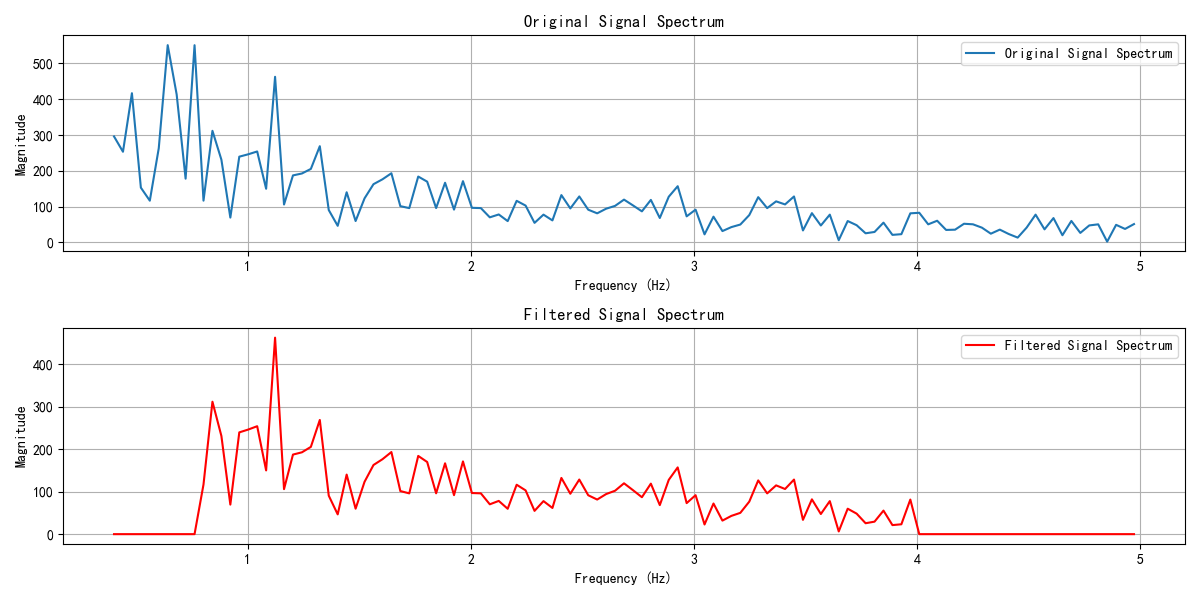 Original Signal Spectrum
Original Signal Spectrum
Magnitude
500
400
300
200
100
0
1
2
3
4
5
Frequency (Hz)
Filtered Signal Spectrum
Filtered Signal Spectrum
Magnitude
400
300
200
100
0
1
2
3
4
5
Frequency (Hz)